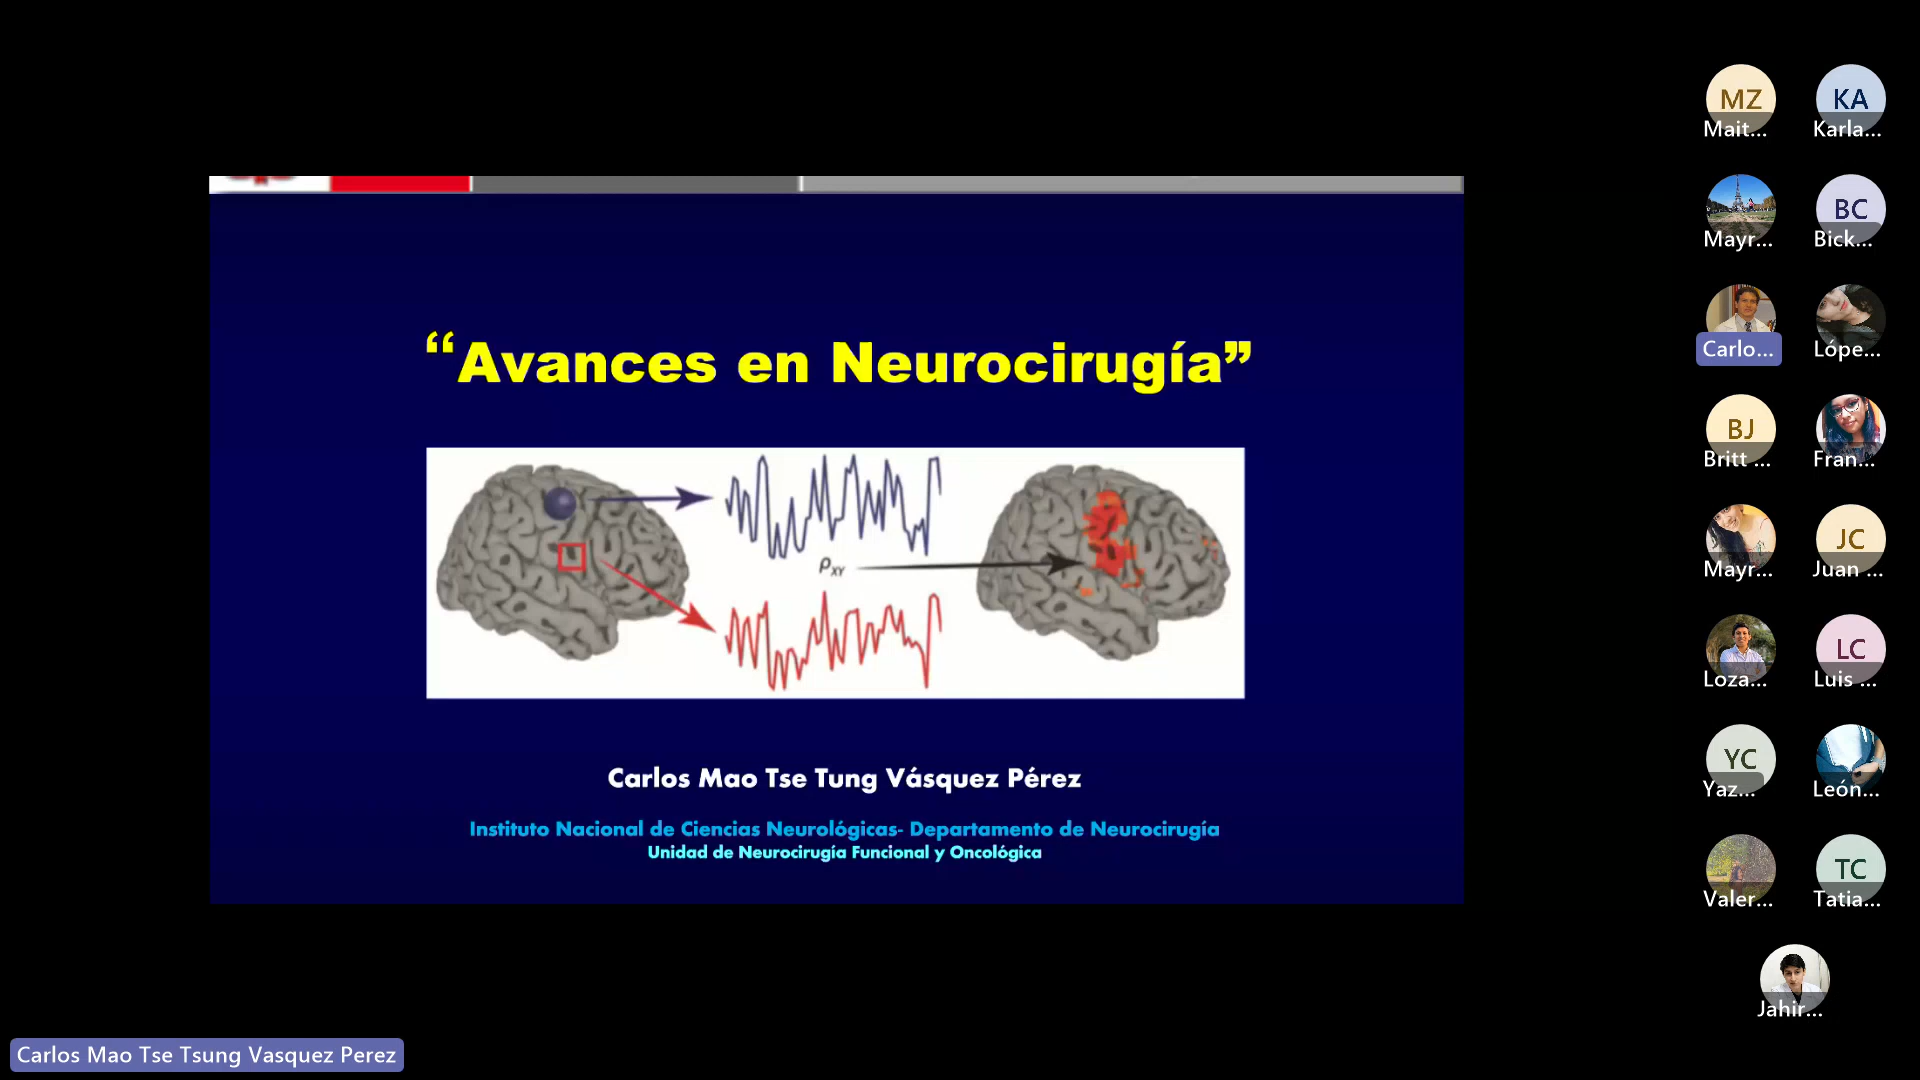 “Avances en Neurocirugía”
ρXY
Carlos Mao Tse Tung Vásquez Pérez
Instituto Nacional de Ciencias Neurológicas- Departamento de Neurocirugía
Unidad de Neurocirugía Funcional y Oncológica
MZ
Mait...
KA
Karla...
Mayr...
BC
Bick...
Carlo...
Lópe...
BJ
Britt ...
Fran...
Mayr...
JC
Juan ...
Loza...
LC
Luis ...
YC
Yaz...
León...
Valer...
TC
Tatia...
Jahir...
Carlos Mao Tse Tsung Vasquez Perez